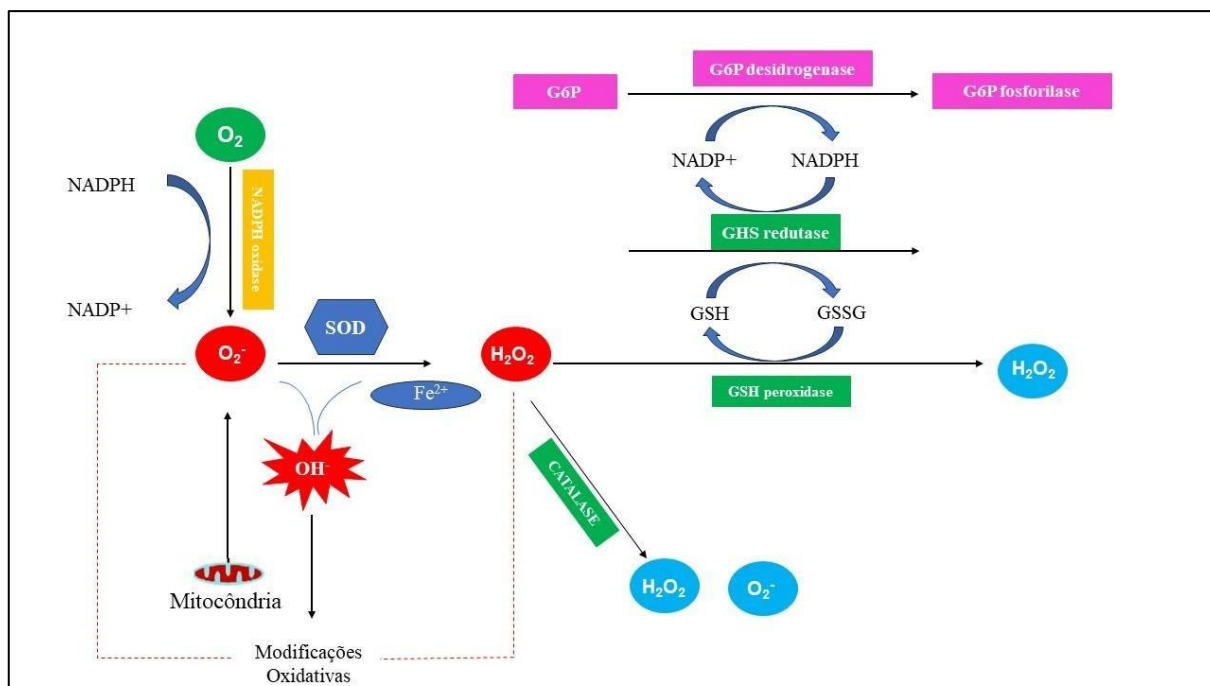 G6P desidrogenase
G6P
G6P fosforilase
O₂
NADPH
NADPH oxidase
NADP+
NADP+
NADPH
GHS redutase
GSH
GSSG
SOD
O₂⁻
H₂O₂
H₂O₂
Fe²⁺
GSH peroxidase
OH⁻
CATALASE
H₂O₂
O₂⁻
Mitocôndria
Modificações
Oxidativas